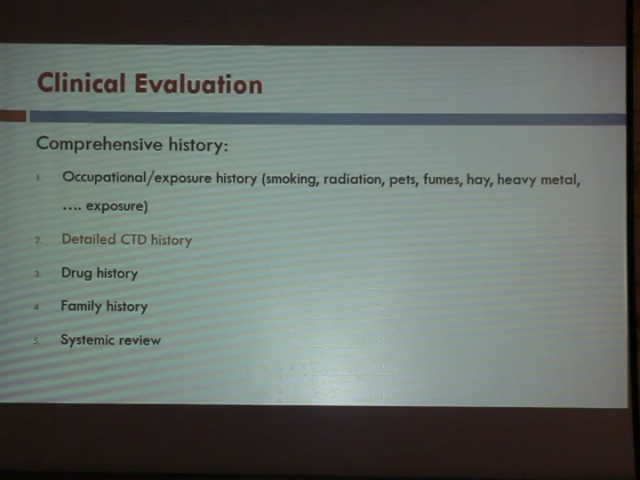 Clinical Evaluation
Comprehensive history:
1. Occupational/exposure history (smoking, radiation, pets, fumes, hay, heavy metal,
.... exposure)
2. Detailed CTD history
3. Drug history
4. Family history
5. Systemic review